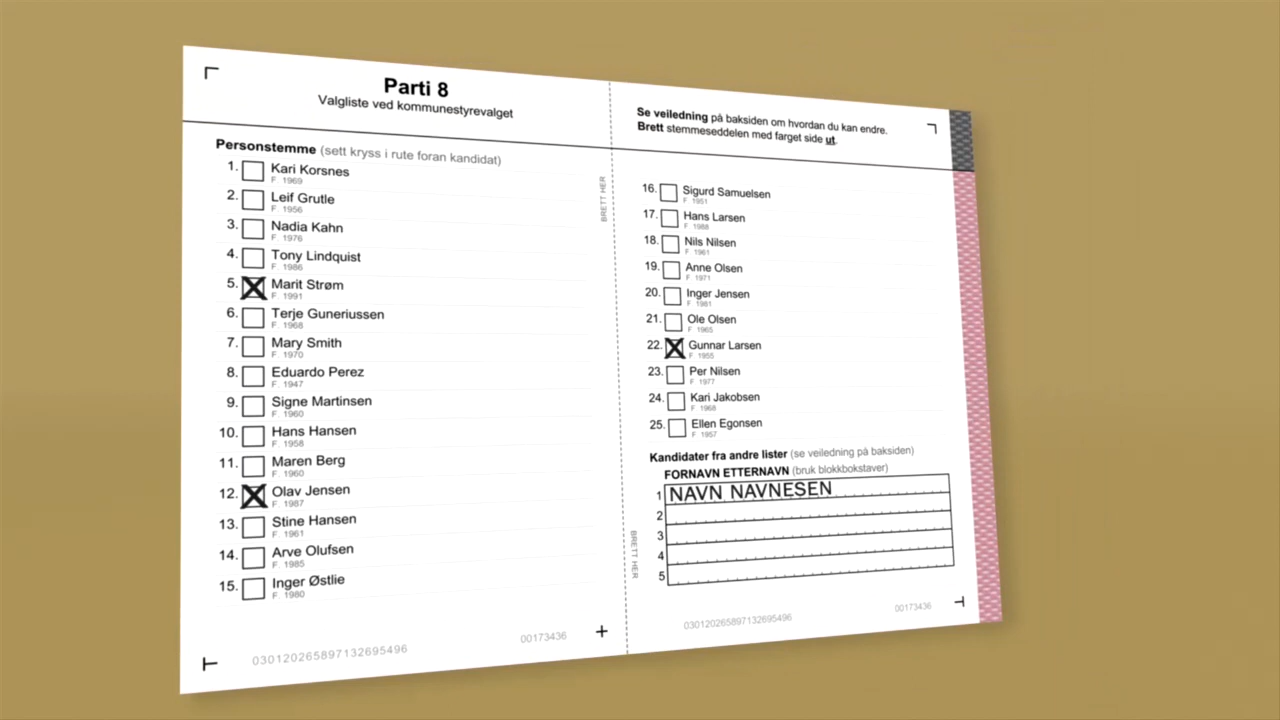 Parti 8
Valgliste ved kommunestyrevalget
Personstemme (sett kryss i rute foran kandidat)
1. Kari Korsnes
F. 1969
2. Leif Grutle
F. 1956
3. Nadia Kahn
F. 1976
4. Tony Lindquist
F. 1986
5. Marit Strøm
F. 1991
6. Terje Guneriussen
F. 1968
7. Mary Smith
F. 1970
8. Eduardo Perez
F. 1947
9. Signe Martinsen
F. 1960
10. Hans Hansen
F. 1958
11. Maren Berg
F. 1960
12. Olav Jensen
F. 1987
13. Stine Hansen
F. 1961
14. Arve Olufsen
F. 1985
15. Inger Østlie
F. 1980
030120265897132695496
00173436
BRETT HER
BRETT HER
Se veiledning på baksiden om hvordan du kan endre.
Brett stemmeseddelen med farget side ut.
16. Sigurd Samuelsen
F. 1951
17. Hans Larsen
F. 1988
18. Nils Nilsen
F. 1961
19. Anne Olsen
F. 1971
20. Inger Jensen
F. 1981
21. Ole Olsen
F. 1965
22. Gunnar Larsen
F. 1955
23. Per Nilsen
F. 1977
24. Kari Jakobsen
F. 1968
25. Ellen Egonsen
F. 1957
Kandidater fra andre lister (se veiledning på baksiden)
FORNAVN ETTERNAVN (bruk blokkbokstaver)
1 NAVN NAVNESEN
2
3
4
5
030120265897132695496
00173436